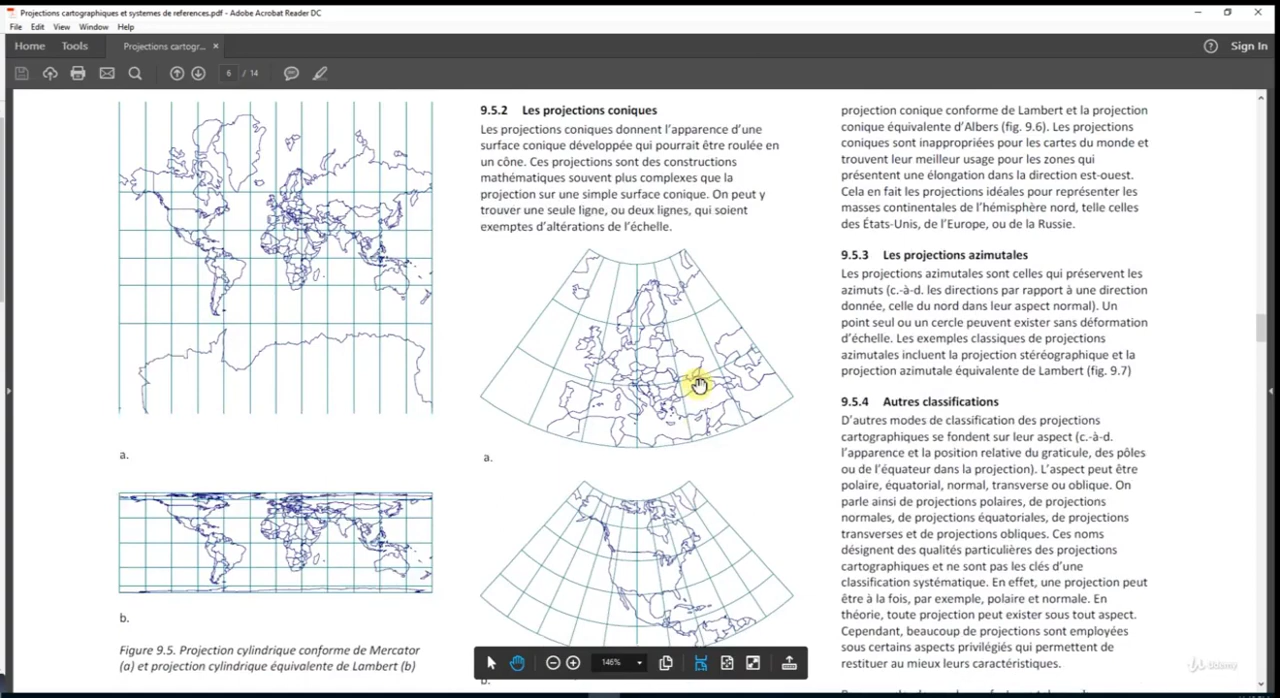 Projections cartographiques et systemes de references.pdf - Adobe Acrobat Reader DC
File Edit View Window Help
Home Tools Projections cartogr... × Sign In
6 / 14
a.
b.
Figure 9.5. Projection cylindrique conforme de Mercator
(a) et projection cylindrique équivalente de Lambert (b)
9.5.2 Les projections coniques
Les projections coniques donnent l’apparence d’une
surface conique développée qui pourrait être roulée en
un cône. Ces projections sont des constructions
mathématiques souvent plus complexes que la
projection sur une simple surface conique. On peut y
trouver une seule ligne, ou deux lignes, qui soient
exemptes d’altérations de l’échelle.
a.
b.
projection conique conforme de Lambert et la projection
conique équivalente d’Albers (fig. 9.6). Les projections
coniques sont inappropriées pour les cartes du monde et
trouvent leur meilleur usage pour les zones qui
présentent une élongation dans la direction est-ouest.
Cela en fait les projections idéales pour représenter les
masses continentales de l’hémisphère nord, telle celles
des États-Unis, de l’Europe, ou de la Russie.
9.5.3 Les projections azimutales
Les projections azimutales sont celles qui préservent les
azimuts (c.-à-d. les directions par rapport à une direction
donnée, celle du nord dans leur aspect normal). Un
point seul ou un cercle peuvent exister sans déformation
d’échelle. Les exemples classiques de projections
azimutales incluent la projection stéréographique et la
projection azimutale équivalente de Lambert (fig. 9.7)
9.5.4 Autres classifications
D’autres modes de classification des projections
cartographiques se fondent sur leur aspect (c.-à-d.
l’apparence et la position relative du graticule, des pôles
ou de l’équateur dans la projection). L’aspect peut être
polaire, équatorial, normal, transverse ou oblique. On
parle ainsi de projections polaires, de projections
normales, de projections équatoriales, de projections
transverses et de projections obliques. Ces noms
désignent des qualités particulières des projections
cartographiques et ne sont pas les clés d’une
classification systématique. En effet, une projection peut
être à la fois, par exemple, polaire et normale. En
théorie, toute projection peut exister sous tout aspect.
Cependant, beaucoup de projections sont employées
sous certains aspects privilégiés qui permettent de
restituer au mieux leurs caractéristiques.
146%
Udemy